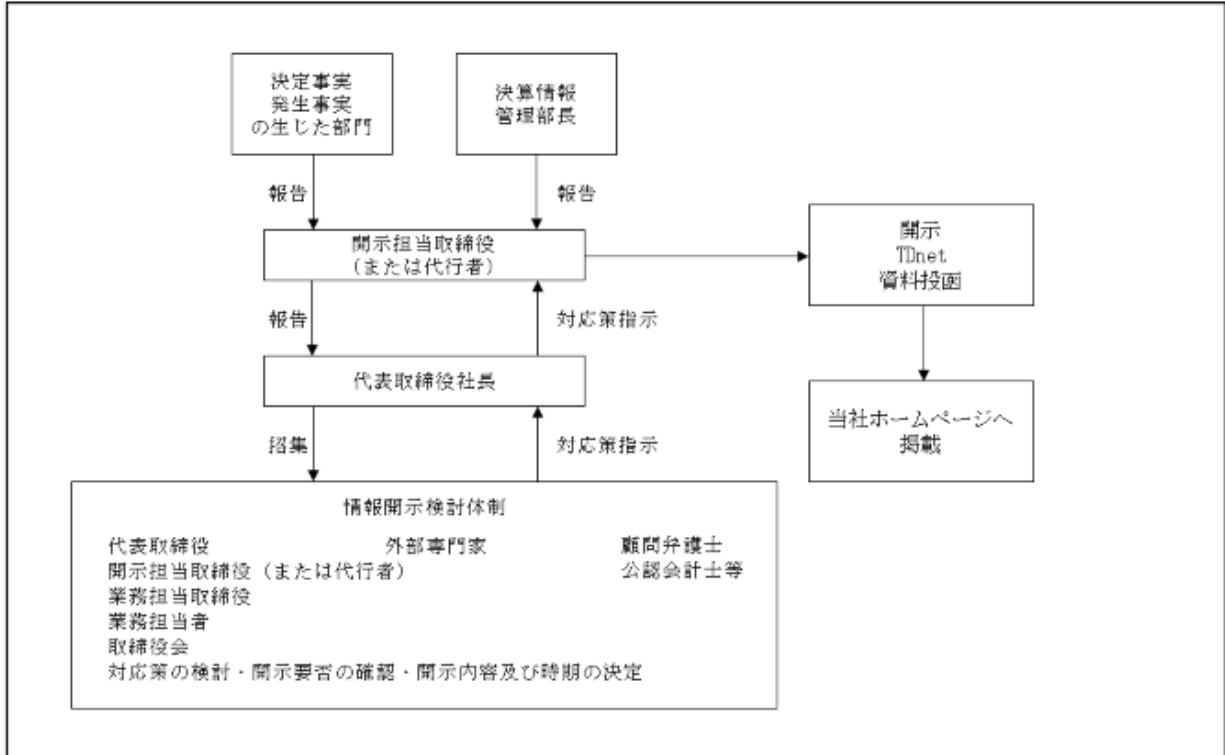 決定事実
発生事実
の生じた部門
決算情報
管理部長
報告
報告
開示担当取締役
(または代行者)
開示
TDnet
資料投函
報告
対応策指示
代表取締役社長
当社ホームページへ
掲載
招集
対応策指示
情報開示検討体制
代表取締役 外部専門家 顧問弁護士
開示担当取締役（または代行者） 公認会計士等
業務担当取締役
業務担当者
取締役会
対応策の検討・開示要否の確認・開示内容及び時期の決定